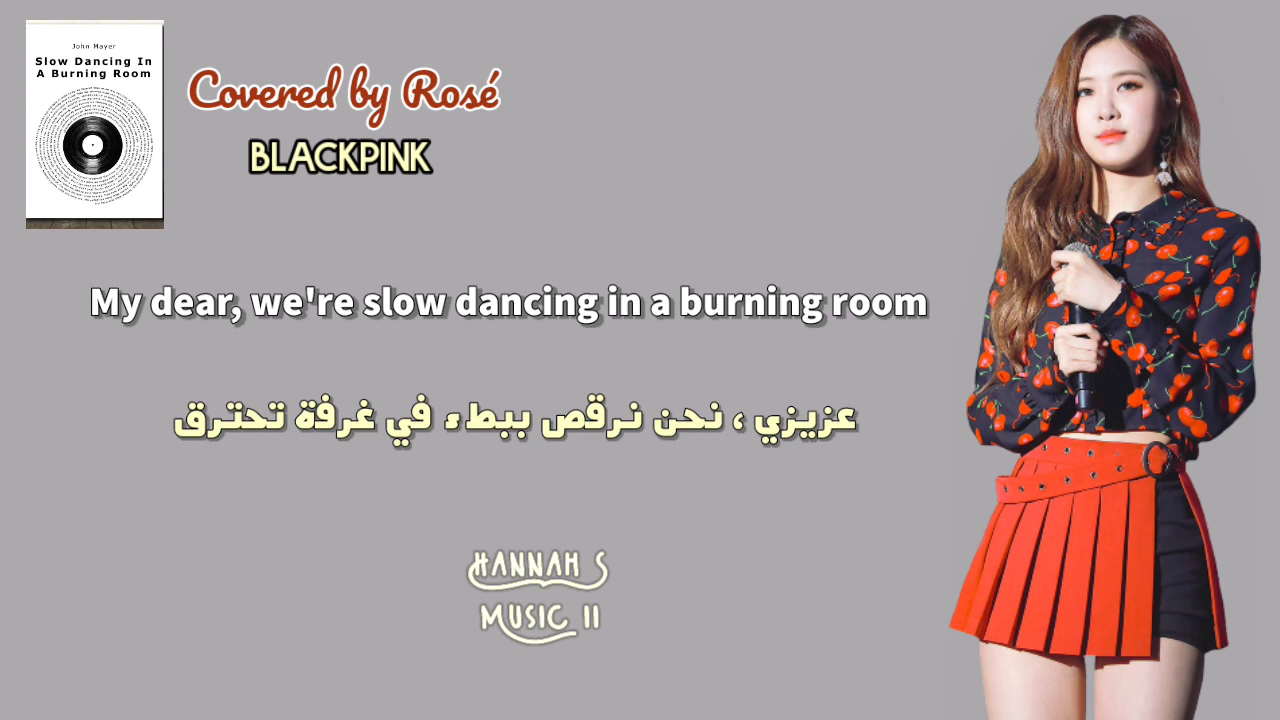 John Mayer
Slow Dancing In
A Burning Room
Covered by Rosé
BLACKPINK
My dear, we're slow dancing in a burning room
عزيزي ، نحن نرقص ببطء في غرفة تحترق
HANNAH S
MUSIC II